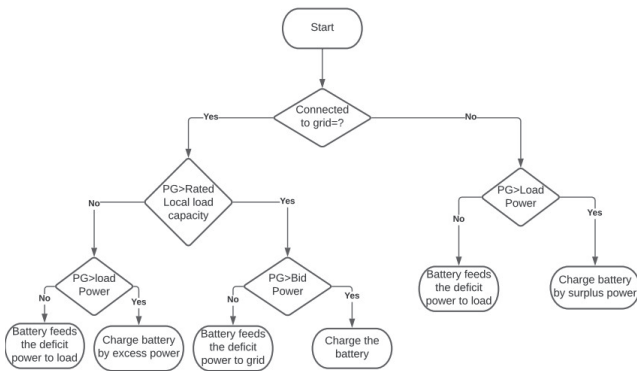 Start
Connected
to grid=?
Yes
No
PG>Rated
Local load
capacity
PG>Load
Power
No
Yes
No
Yes
PG>load
Power
PG>Bid
Power
Battery feeds
the deficit
power to load
Charge battery
by surplus power
No
Yes
No
Yes
Battery feeds
the deficit
power to load
Charge battery
by excess power
Battery feeds
the deficit
power to grid
Charge the
battery